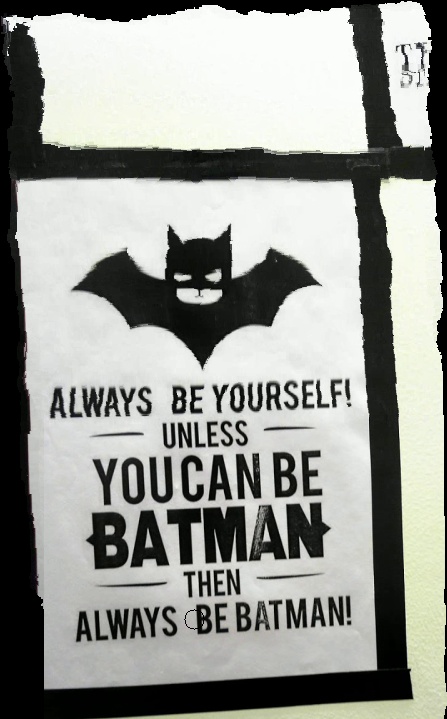 ALWAYS BE YOURSELF!
UNLESS
YOU CAN BE
BATMAN
THEN
ALWAYS BE BATMAN!